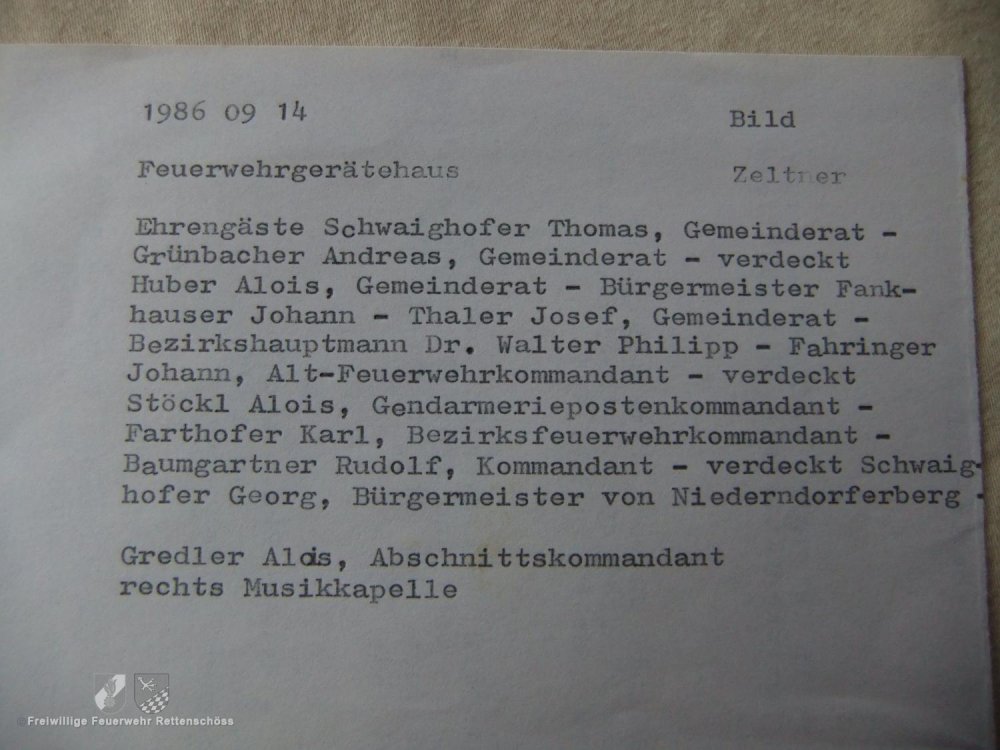 1986 09 14 Bild
Feuerwehrgerätehaus Zeltner
Ehrengäste Schwaighofer Thomas, Gemeinderat -
Grünbacher Andreas, Gemeinderat - verdeckt
Huber Alois, Gemeinderat - Bürgermeister Fank-
hauser Johann - Thaler Josef, Gemeinderat -
Bezirkshauptmann Dr. Walter Philipp - Fahringer
Johann, Alt-Feuerwehrkommandant - verdeckt
Stöckl Alois, Gendarmeriepostenkommandant -
Farthofer Karl, Bezirksfeuerwehrkommandant -
Baumgartner Rudolf, Kommandant - verdeckt Schwaig-
hofer Georg, Bürgermeister von Niederndorferberg -
Gredler Alois, Abschnittskommandant
rechts Musikkapelle
© Freiwillige Feuerwehr Rettenschöss